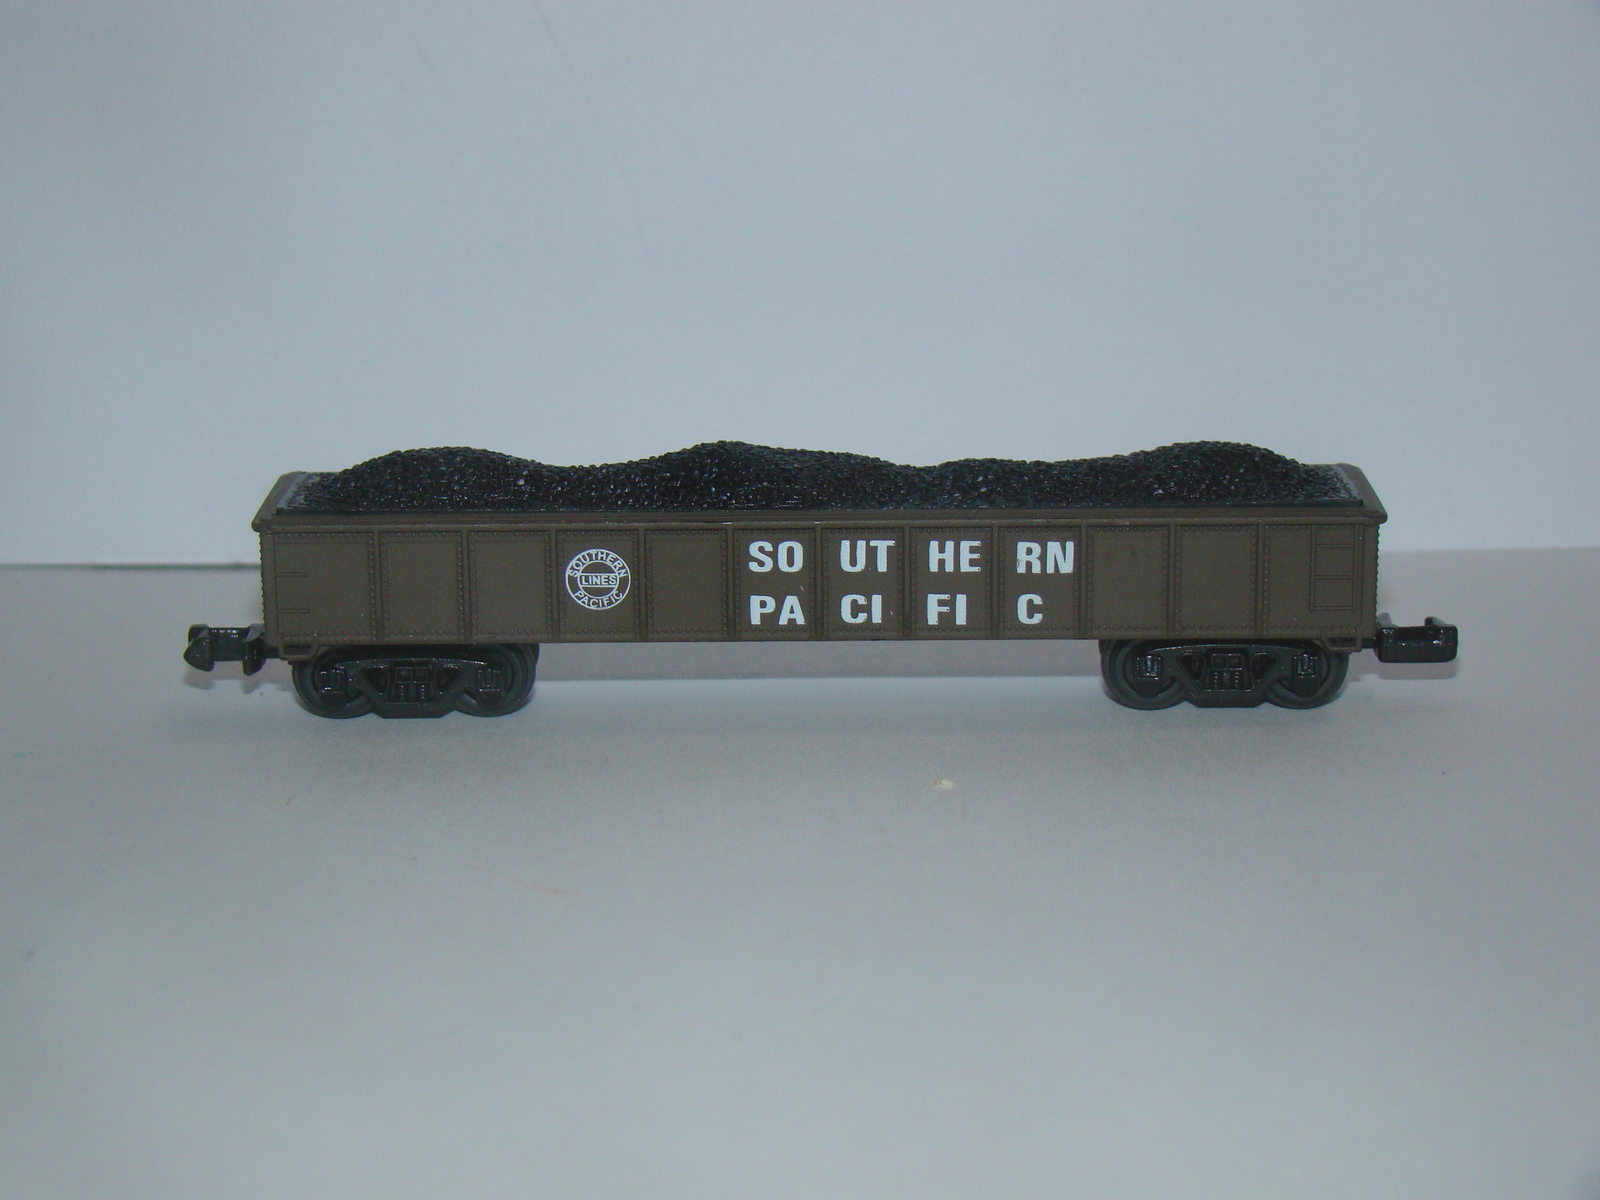 SOUTHERN
LINES
PACIFIC
SO UT HE RN
PA CI FI C